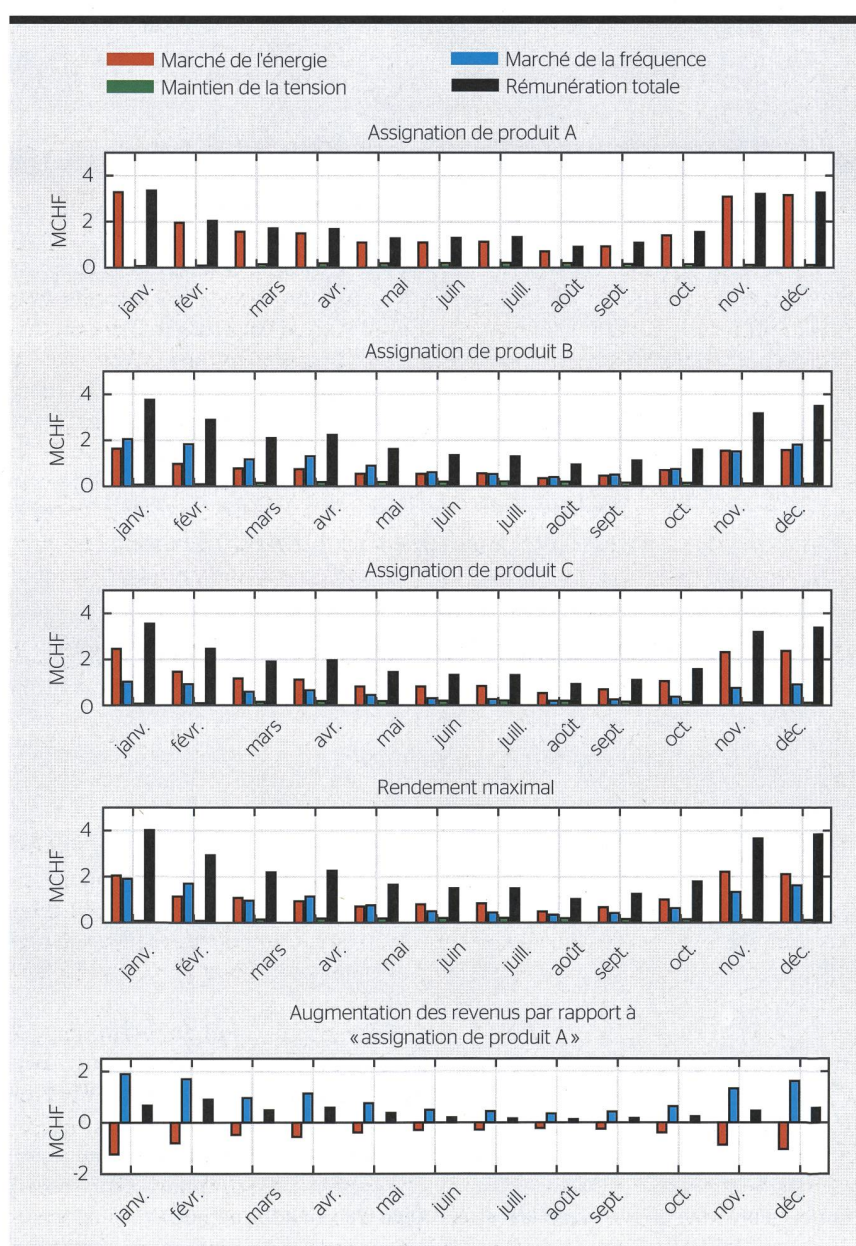 Marché de l'énergie Marché de la fréquence
Maintien de la tension Rémunération totale
Assignation de produit A
MCHF
4
2
0
janv. févr. mars avr. mai juin juill. août sept. oct. nov. déc.
Assignation de produit B
MCHF
4
2
0
janv. févr. mars avr. mai juin juill. août sept. oct. nov. déc.
Assignation de produit C
MCHF
4
2
0
janv. févr. mars avr. mai juin juill. août sept. oct. nov. déc.
Rendement maximal
MCHF
4
2
0
janv. févr. mars avr. mai juin juill. août sept. oct. nov. déc.
Augmentation des revenus par rapport à
«assignation de produit A»
MCHF
2
0
-2
janv. févr. mars avr. mai juin juill. août sept. oct. nov. déc.